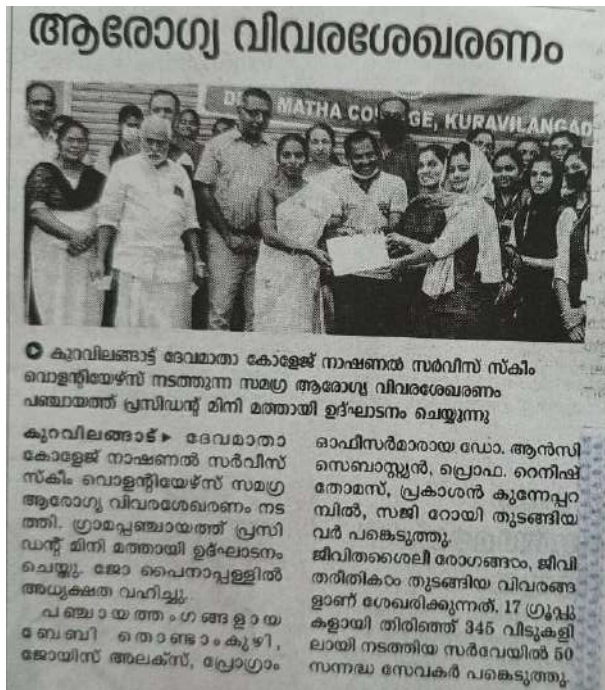 ആരോഗ്യ വിവരശേഖരണം
MATHA CO GE, KURAVILANGAD
കുറവിലങ്ങാട്ട് ദേവമാതാ കോളേജ് നാഷണൽ സർവീസ് സ്കീം
വൊളന്റിയേഴ്സ് നടത്തുന്ന സമഗ്ര ആരോഗ്യ വിവരശേഖരണം
പഞ്ചായത്ത് പ്രസിഡന്റ് മിനി മത്തായി ഉദ്ഘാടനം ചെയ്യുന്നു
കുറവിലങ്ങാട് ▸ ദേവമാതാ
കോളേജ് നാഷണൽ സർവീസ്
സ്കീം വൊളന്റിയേഴ്സ് സമഗ്ര
ആരോഗ്യ വിവരശേഖരണം നട
ത്തി. ഗ്രാമപ്പഞ്ചായത്ത് പ്രസി
ഡന്റ് മിനി മത്തായി ഉദ്ഘാടനം
ചെയ്തു. ജോ പൈനാപ്പള്ളിൽ
അധ്യക്ഷത വഹിച്ചു.
പഞ്ചായത്തംഗങ്ങളായ
ബേബി തൊണ്ടാംകുഴി,
ജോയിസ് അലക്സ്, പ്രോഗ്രാം
ഓഫീസർമാരായ ഡോ. ആൻസി
സെബാസ്റ്റ്യൻ, പ്രൊഫ. റെനീഷ്
തോമസ്, പ്രകാശൻ കുന്നേപ്പറ
മ്പിൽ, സജി റോയി തുടങ്ങിയ
വർ പങ്കെടുത്തു.
ജീവിതശൈലീ രോഗങ്ങൾ, ജീവി
തരീതികൾ തുടങ്ങിയ വിവരങ്ങ
ളാണ് ശേഖരിക്കുന്നത്. 17 ഗ്രൂപ്പു
കളായി തിരിഞ്ഞ് 345 വീടുകളി
ലായി നടത്തിയ സർവേയിൽ 50
സന്നദ്ധ സേവകർ പങ്കെടുത്തു.